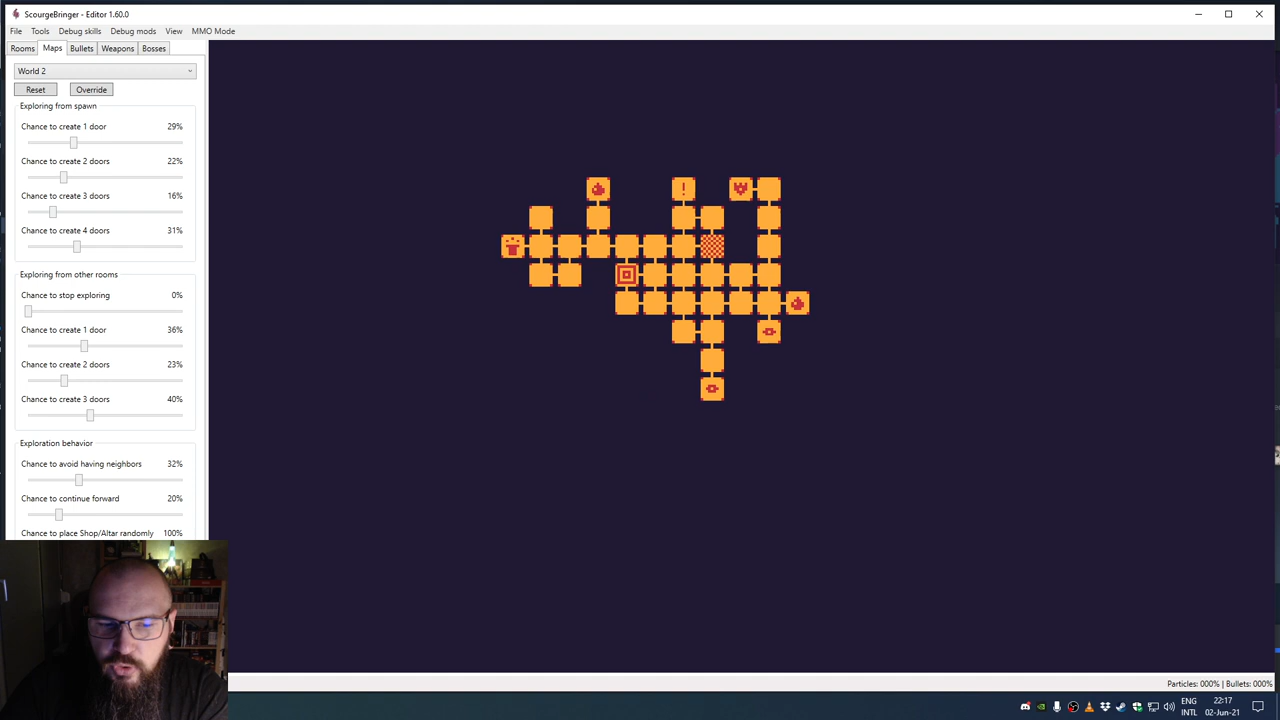 ScourgeBringer - Editor 1.60.0
File Tools Debug skills Debug mods View MMO Mode
Rooms Maps Bullets Weapons Bosses
World 2
Reset Override
Exploring from spawn
Chance to create 1 door 29%
Chance to create 2 doors 22%
Chance to create 3 doors 16%
Chance to create 4 doors 31%
Exploring from other rooms
Chance to stop exploring 0%
Chance to create 1 door 36%
Chance to create 2 doors 23%
Chance to create 3 doors 40%
Exploration behavior
Chance to avoid having neighbors 32%
Chance to continue forward 20%
Chance to place Shop/Altar randomly 100%
!
Particles: 000% | Bullets: 000%
ENG 22:17
INTL 02-Jun-21